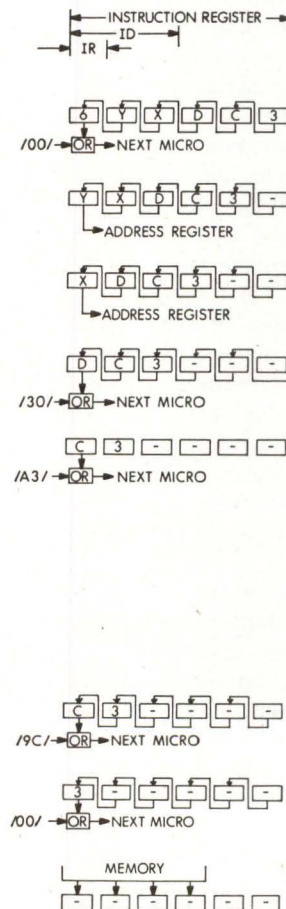 INSTRUCTION REGISTER
ID
IR
6 Y X D C 3
/00/ OR NEXT MICRO
Y X D C 3 -
ADDRESS REGISTER
X D C 3 - -
ADDRESS REGISTER
D C 3 - - -
/30/ OR NEXT MICRO
C 3 - - - -
/A3/ OR NEXT MICRO
C 3 - - - -
/9C/ OR NEXT MICRO
3 - - - - -
/00/ OR NEXT MICRO
MEMORY
- - - - - -